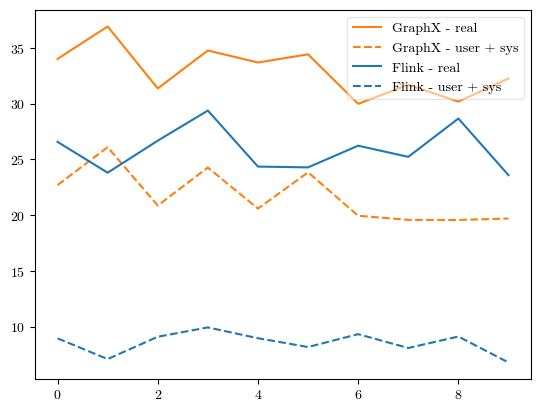 GraphX - real
GraphX - user + sys
Flink - real
Flink - user + sys
35
30
25
20
15
10
0 2 4 6 8